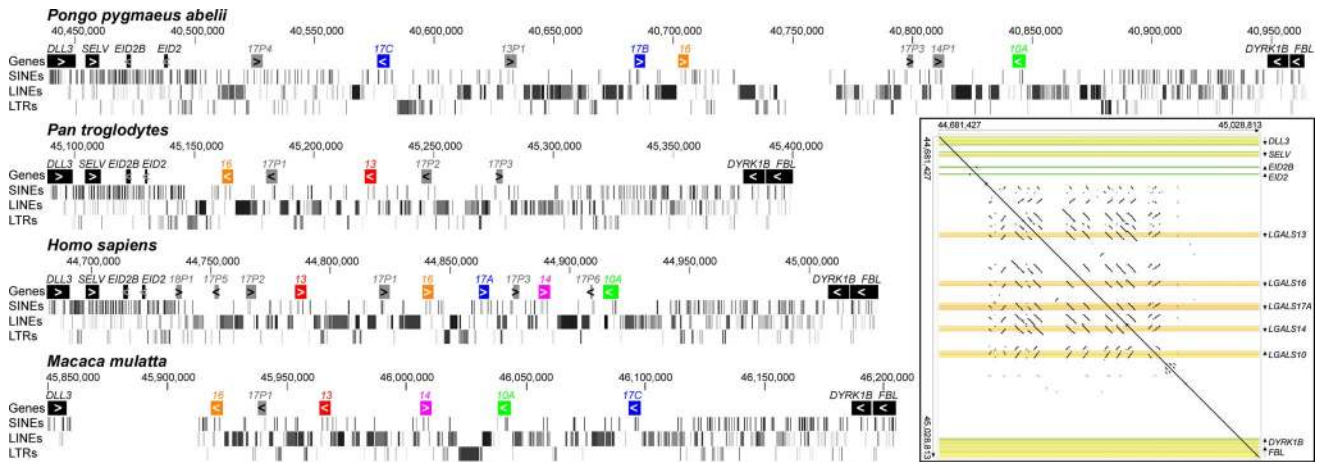 Pongo pygmaeus abelii
40,450,000 40,500,000 40,550,000 40,600,000 40,650,000 40,700,000 40,750,000 40,800,000 40,850,000 40,900,000 40,950,000
DLL3 SELV EID2B EID2 17P4 17C 13P1 17B 16 17P3 14P1 10A DYRK1B FBL
Genes
SINEs
LINEs
LTRs
Pan troglodytes
45,100,000 45,150,000 45,200,000 45,250,000 45,300,000 45,350,000 45,400,000
DLL3 SELV EID2B EID2 16 17P1 13 17P2 17P3 DYRK1B FBL
Genes
SINEs
LINEs
LTRs
Homo sapiens
44,700,000 44,750,000 44,800,000 44,850,000 44,900,000 44,950,000 45,000,000
DLL3 SELV EID2B EID2 18P1 17P5 17P2 13 17P1 16 17A 17P3 14 17P6 10A DYRK1B FBL
Genes
SINEs
LINEs
LTRs
Macaca mulatta
45,850,000 45,900,000 45,950,000 46,000,000 46,050,000 46,100,000 46,150,000 46,200,000
DLL3 16 17P1 13 14 10A 17C DYRK1B FBL
Genes
SINEs
LINEs
LTRs
44,681,427 45,028,813
44,681,427
45,028,813
DLL3
SELV
EID2B
EID2
LGALS13
LGALS16
LGALS17A
LGALS14
LGALS10
DYRK1B
FBL